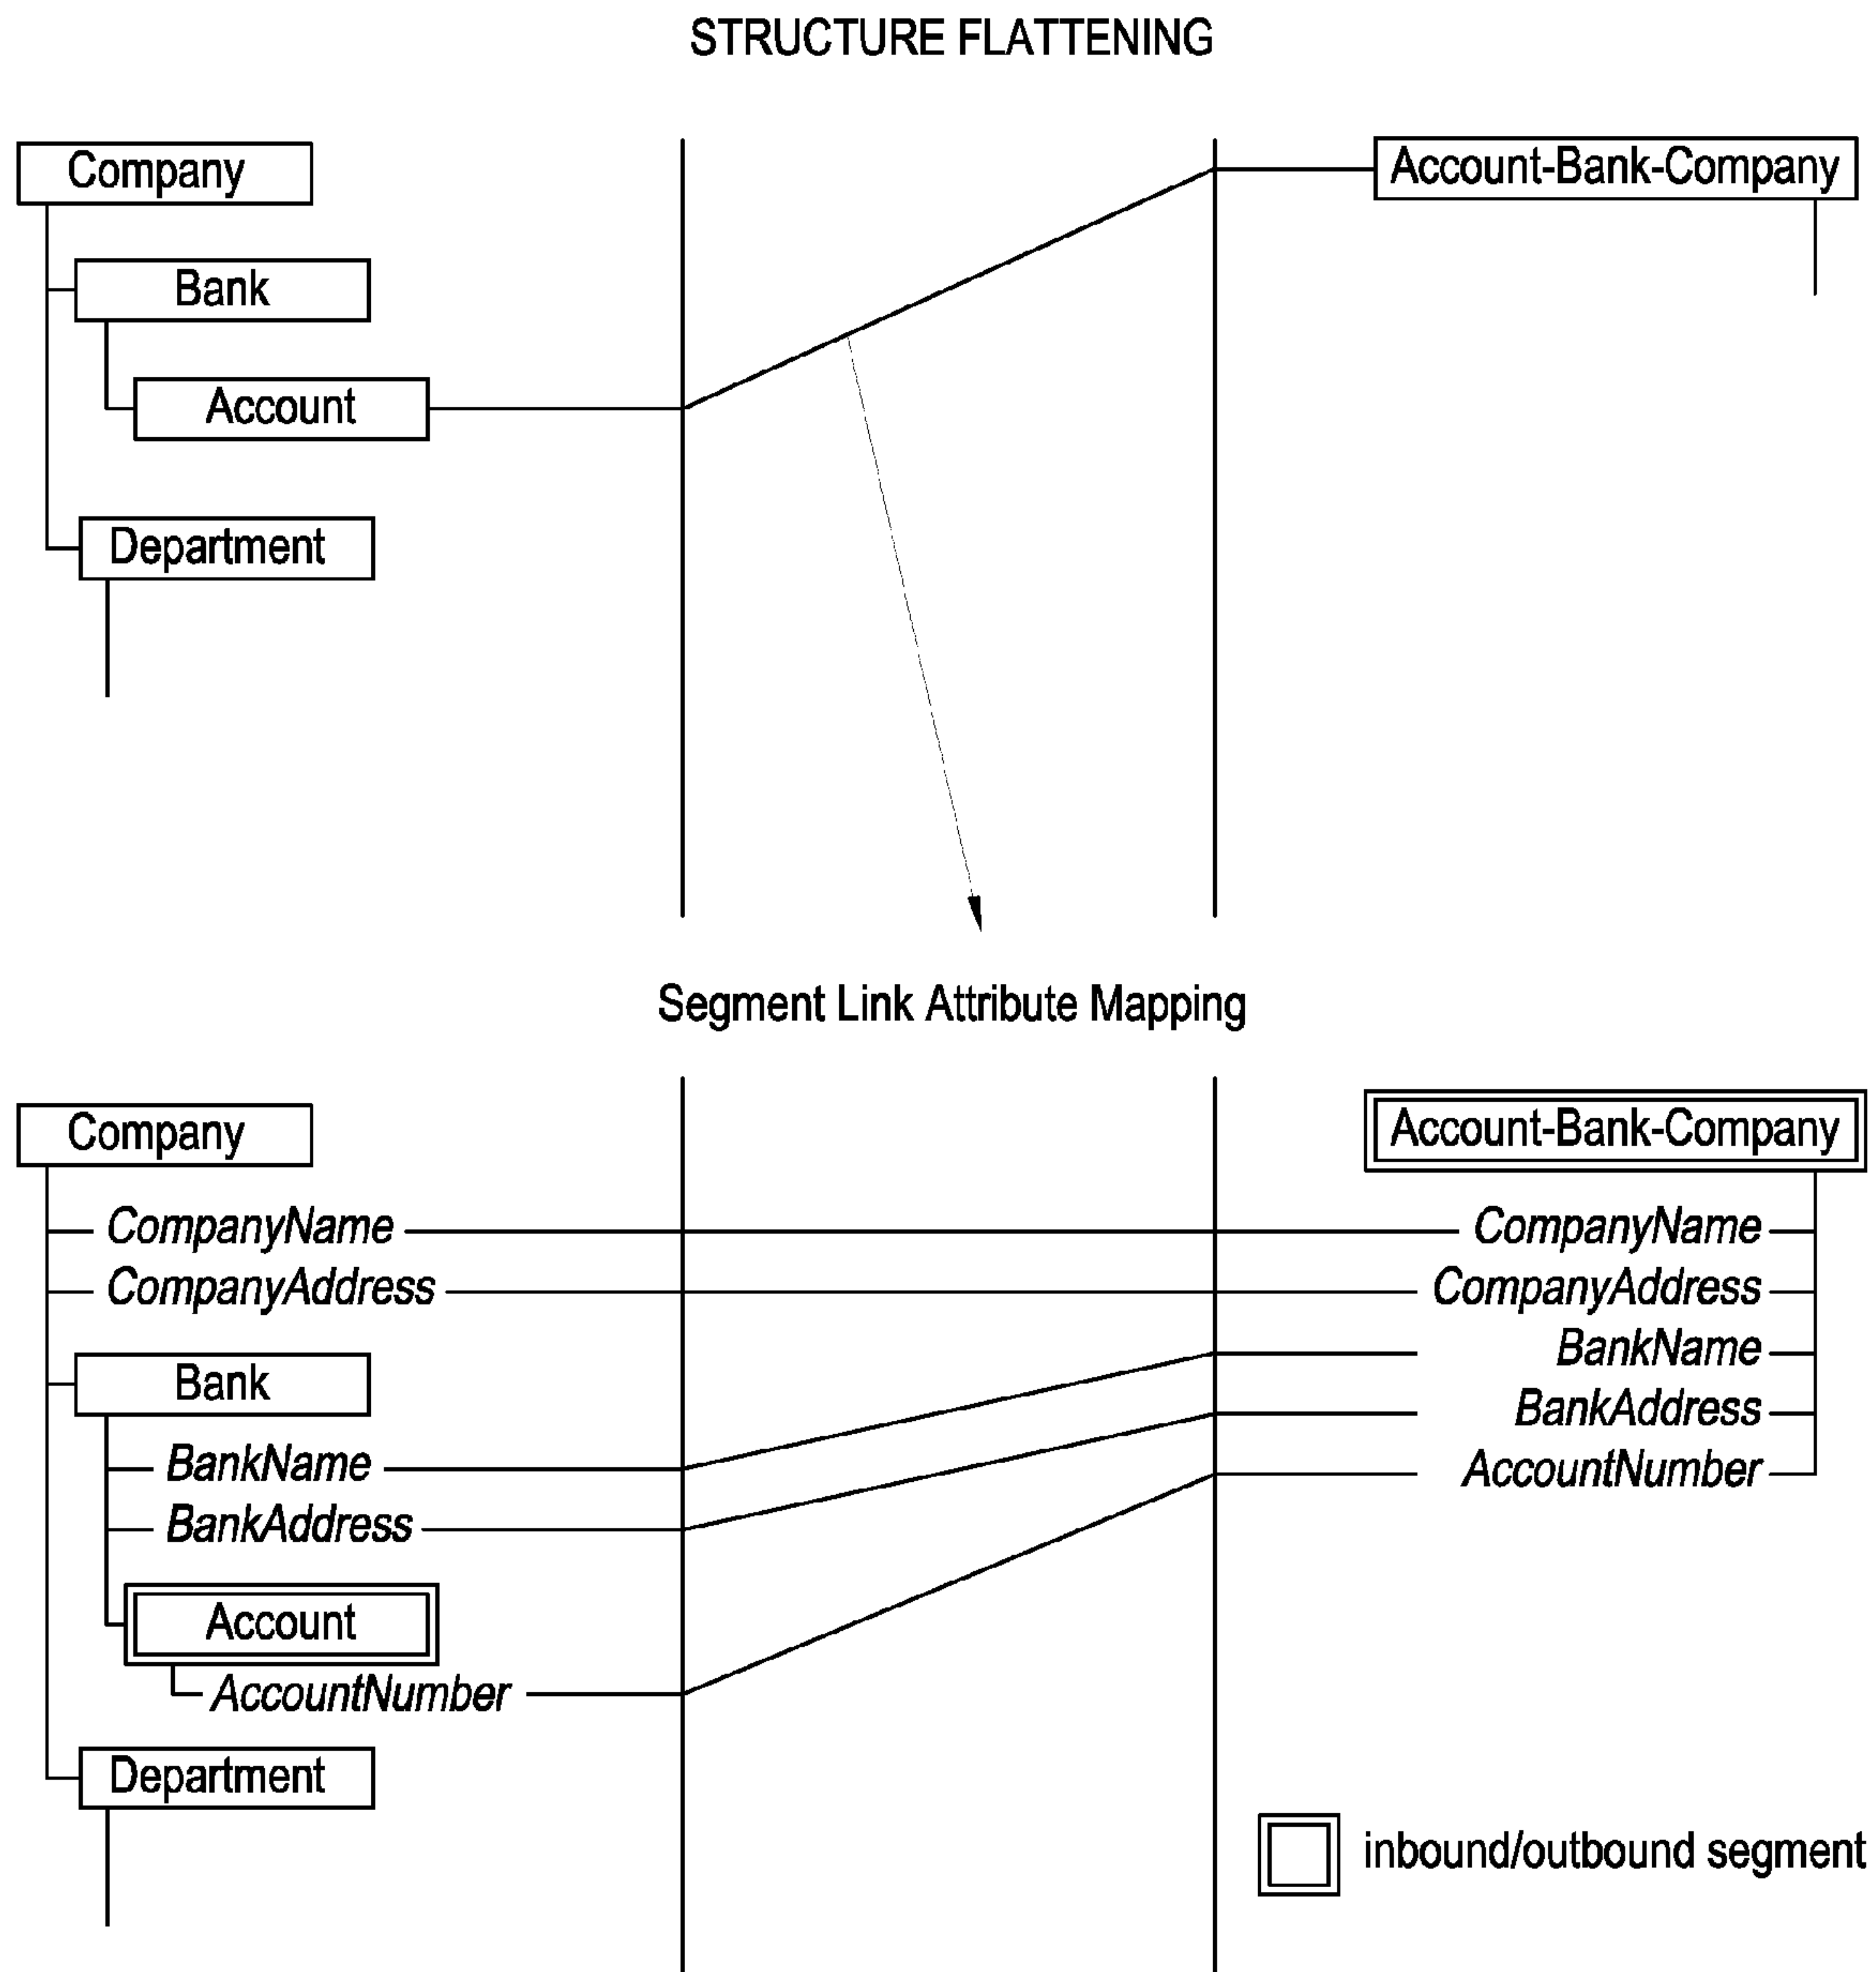 STRUCTURE FLATTENING
Company
Account-Bank-Company
Bank
Account
Department
Segment Link Attribute Mapping
Company
Account-Bank-Company
CompanyName
CompanyName
CompanyAddress
CompanyAddress
Bank
BankName
BankAddress
BankName
AccountNumber
BankAddress
Account
AccountNumber
Department
inbound/outbound segment